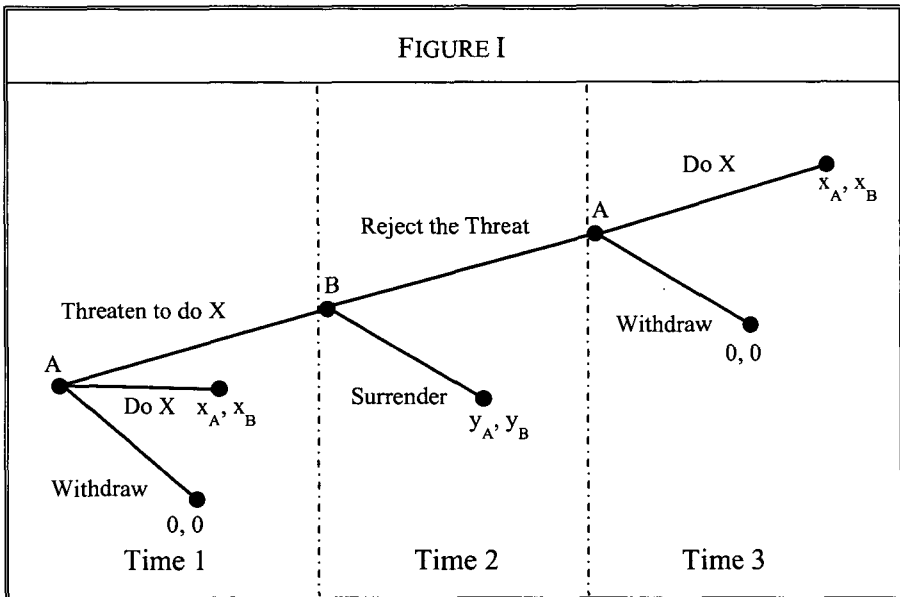 FIGURE I
Do X
x_A, x_B
A
Reject the Threat
B
Threaten to do X
Withdraw
0, 0
A
Do X x_A, x_B
Surrender
y_A, y_B
Withdraw
0, 0
Time 1 Time 2 Time 3